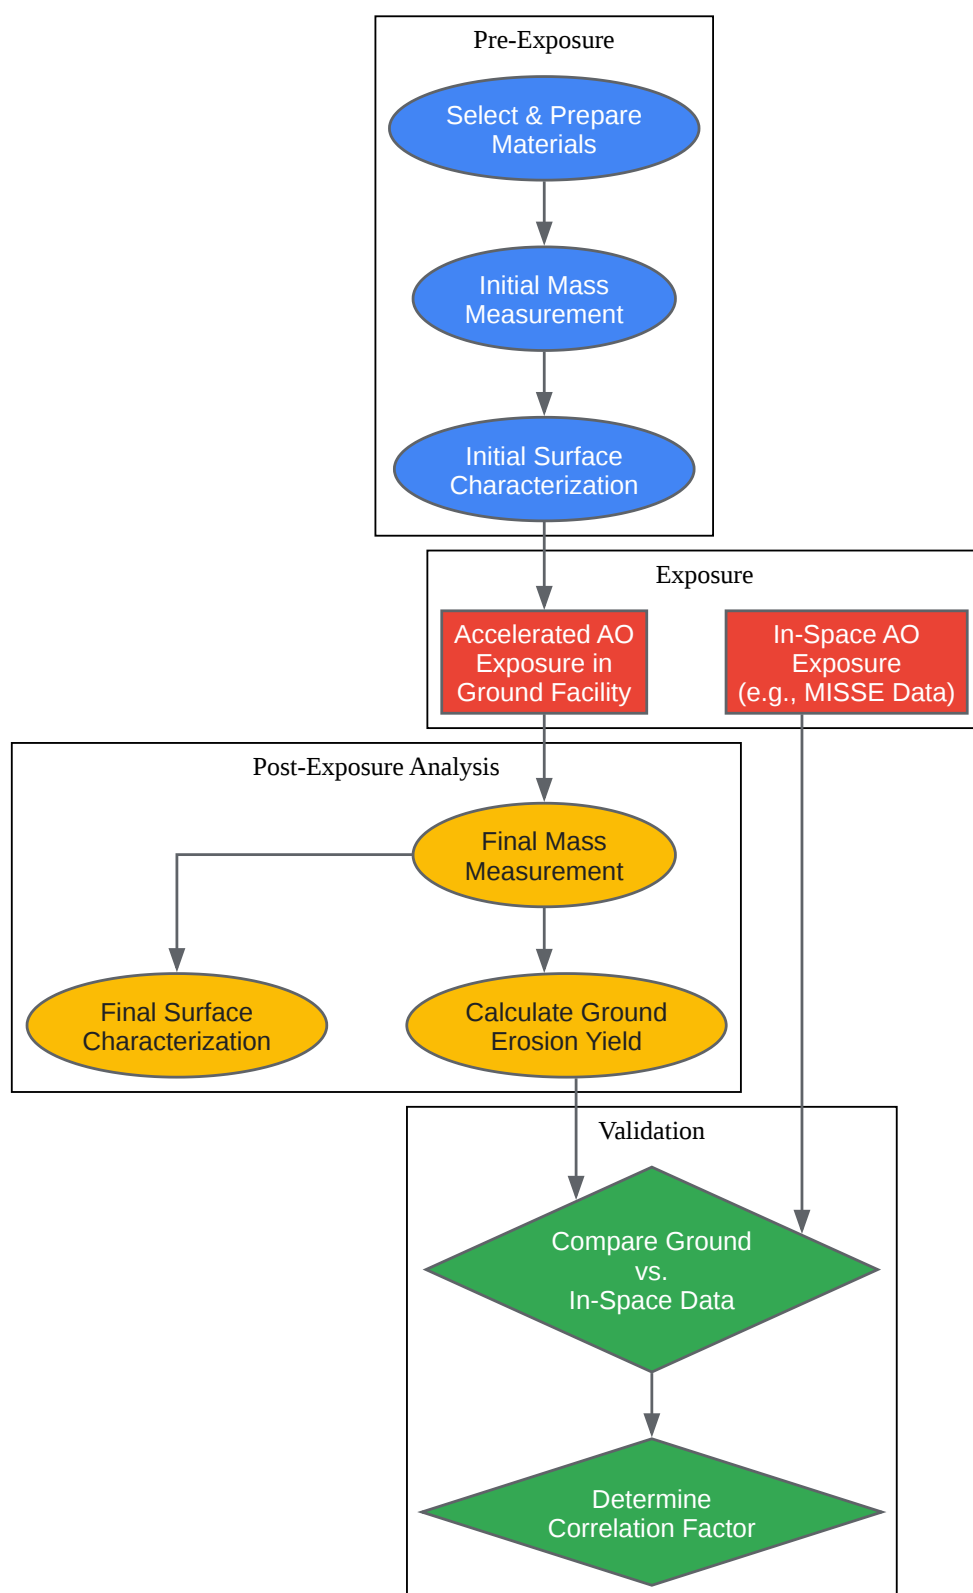 Pre-Exposure
Select & Prepare
Materials
Initial Mass
Measurement
Initial Surface
Characterization
Exposure
Accelerated AO
Exposure in
Ground Facility
In-Space AO
Exposure
(e.g., MISSE Data)
Post-Exposure Analysis
Final Mass
Measurement
Final Surface
Characterization
Calculate Ground
Erosion Yield
Validation
Compare Ground
vs.
In-Space Data
Determine
Correlation Factor